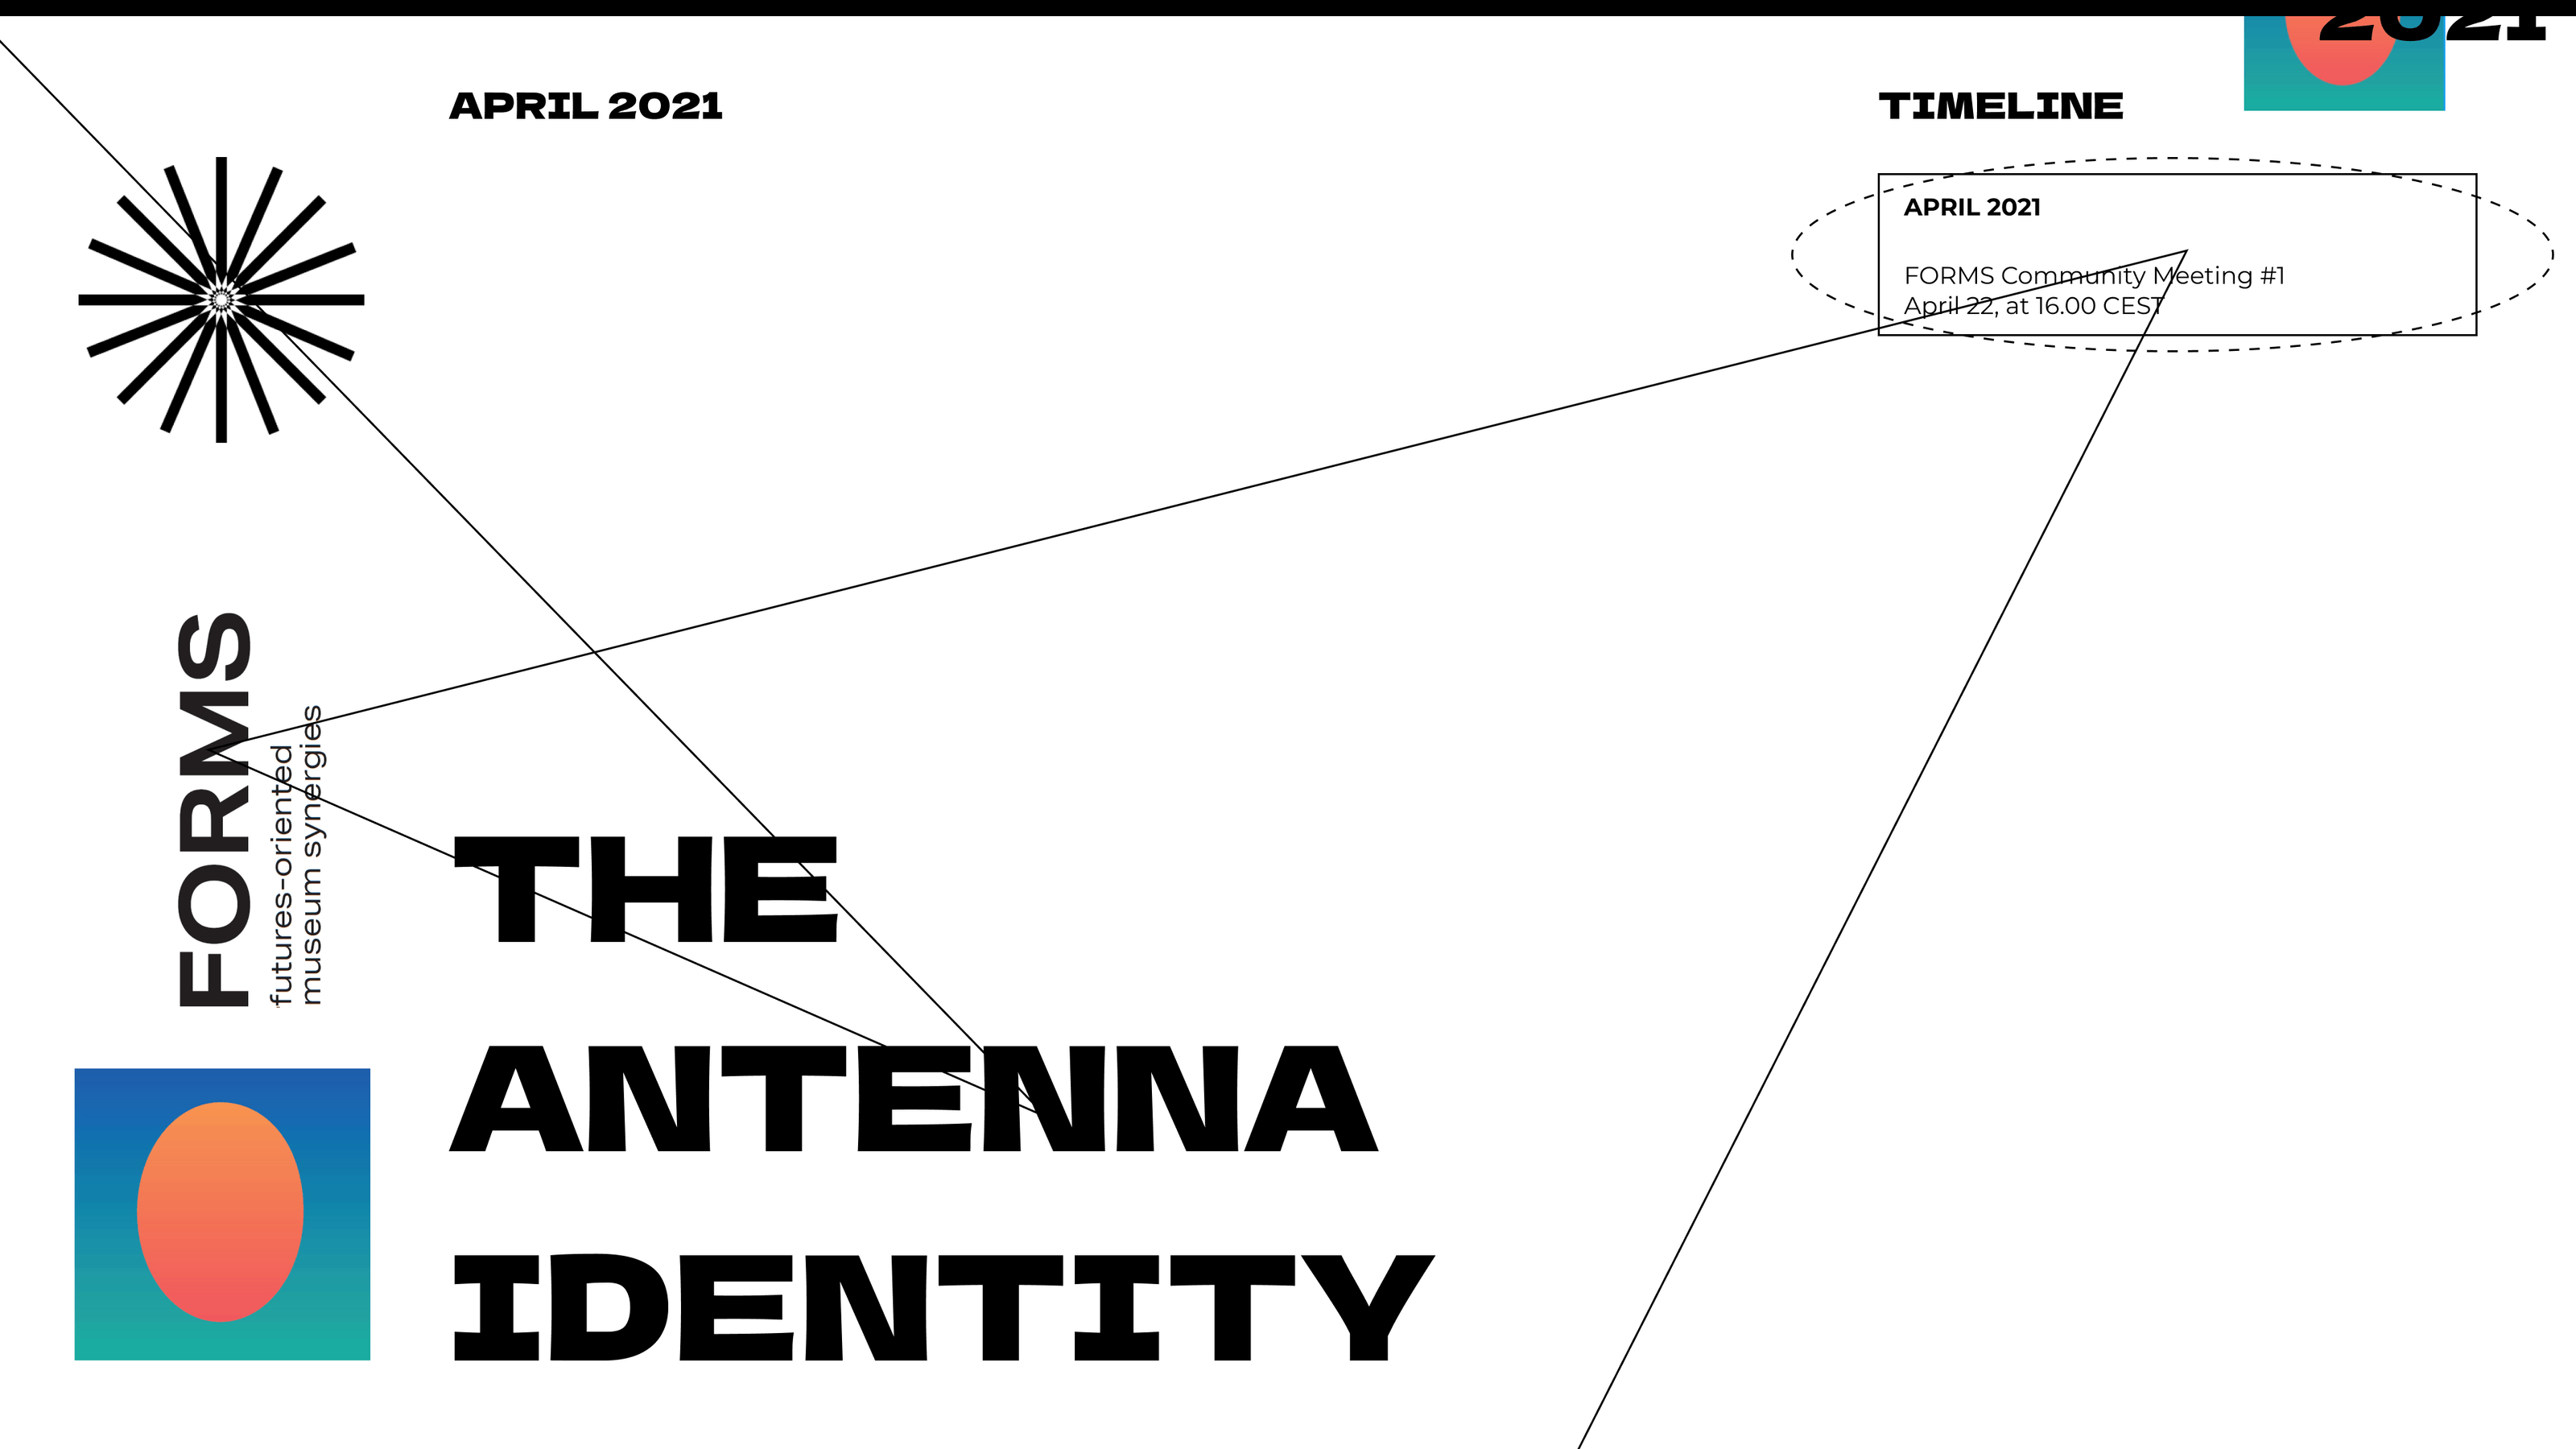 2021
APRIL 2021
TIMELINE
APRIL 2021
FORMS Community Meeting #1
April 22, at 16.00 CEST
FORMS
futures-oriented
museum synergies
THE
ANTENNA
IDENTITY